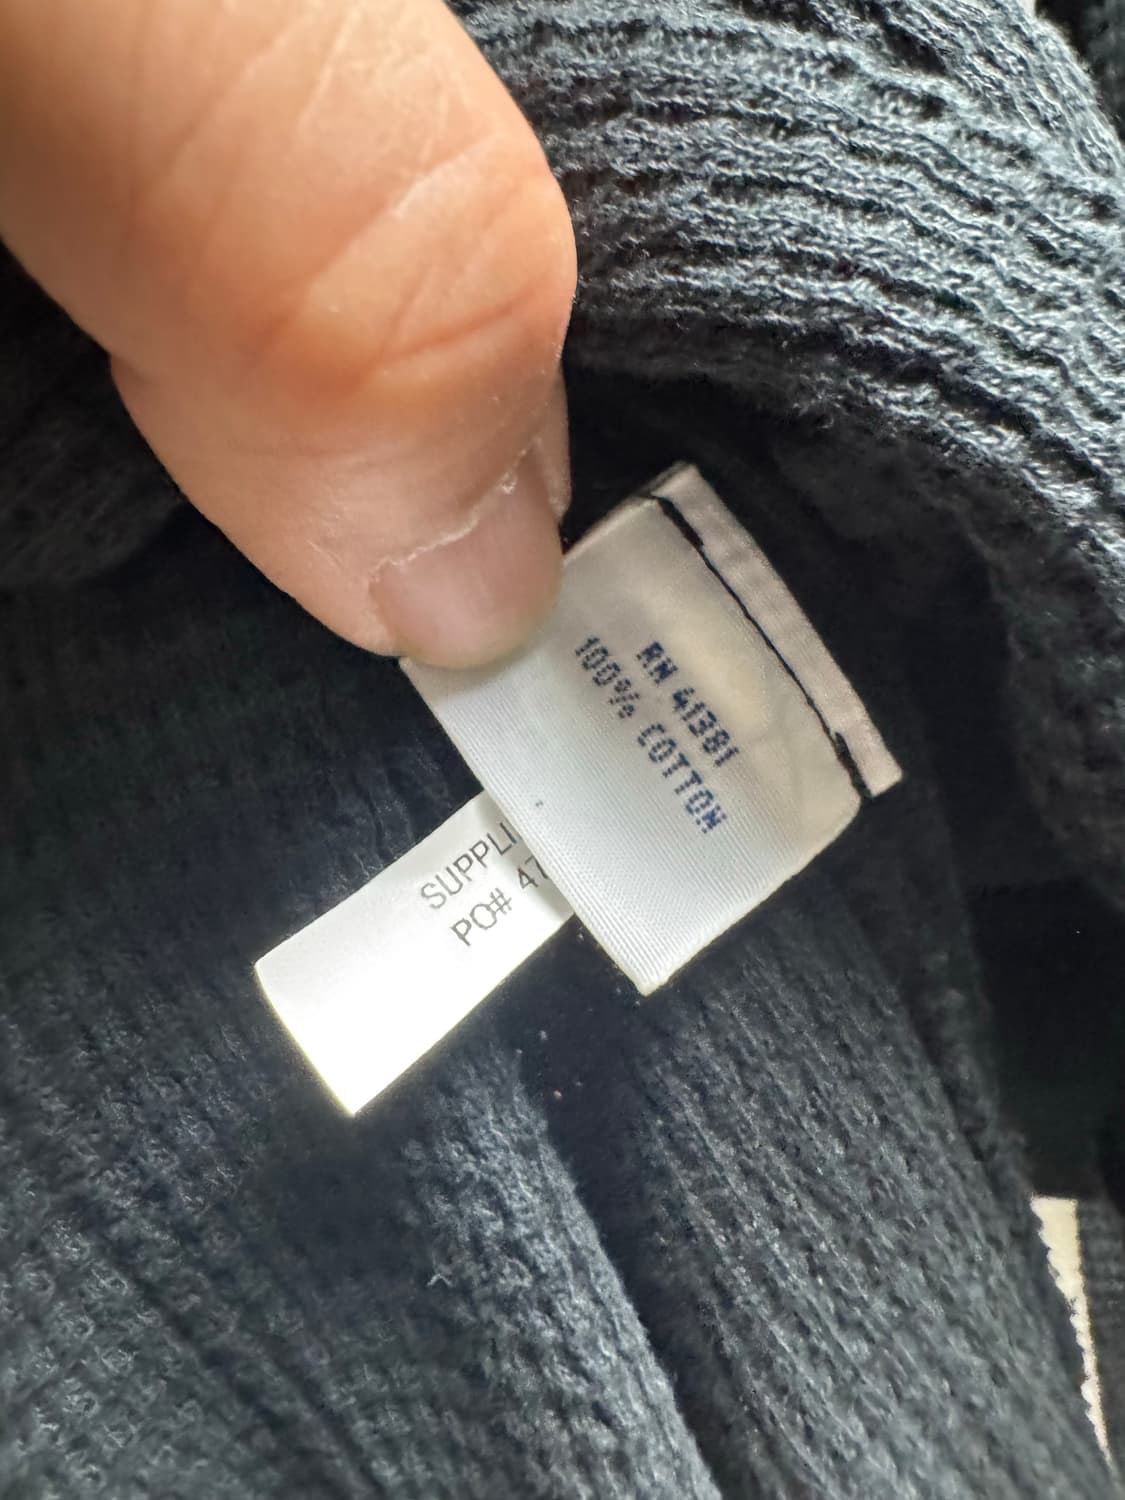 RN 41381
100% COTTON
SUPPLI
PO# 47